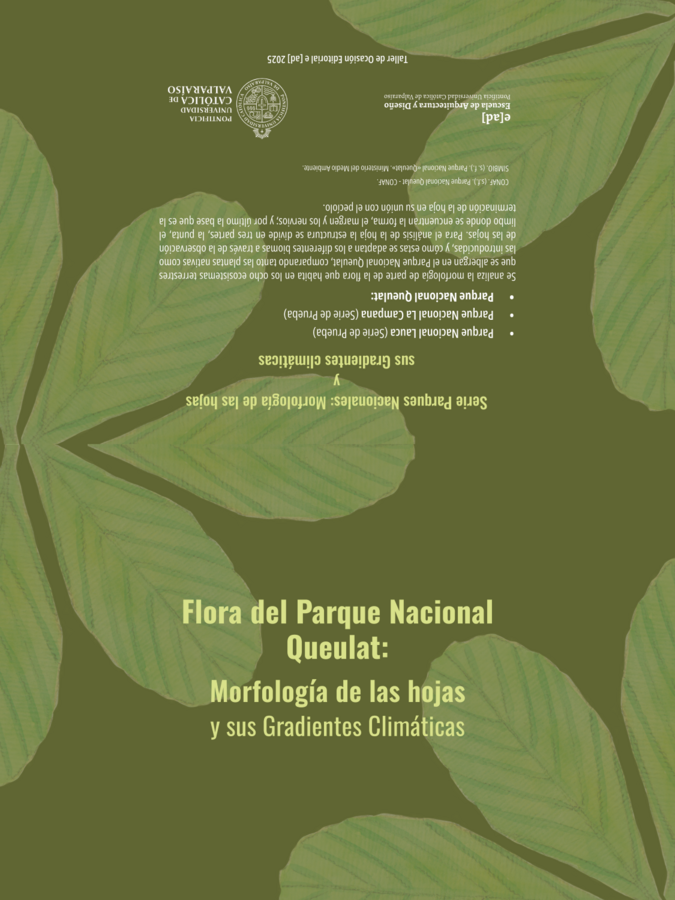 Flora del Parque Nacional
Queulat:
Morfología de las hojas
y sus Gradientes Climáticas
Serie Parques Nacionales: Morfología de las hojas
y
sus Gradientes climáticas
• Parque Nacional Lauca (Serie de Prueba)
• Parque Nacional La Campana (Serie de Prueba)
• Parque Nacional Queulat:
Se analiza la morfología de parte de la flora que habita en los ocho ecosistemas terrestres
que se albergan en el Parque Nacional Queulat, comprarando tanto las plantas nativas como
las introducidas, y cómo estas se adaptan a los diferentes biomas a través de la observación
de las hojas. Para el análisis de la hoja la estructura se divide en tres partes, la punta, el
limbo donde se encuentran la forma, el margen y los nervios; y por último la base que es la
terminación de la hoja en su unión con el pecíolo.
CONAF. (s.f.). Parque Nacional Queulat - CONAF.
SIMBIO. (s. f.). Parque Nacional «Queulat». Ministerio del Medio Ambiente.
e[ad]
Escuela de Arquitectura y Diseño
Pontificia Universidad Católica de Valparaíso
PONTIFICIA
UNIVERSIDAD
CATÓLICA DE
VALPARAÍSO
Taller de Ocasión Editorial e [ad] 2025